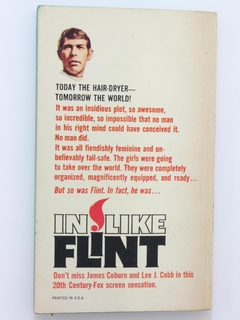 TODAY THE HAIR-DRYER—
TOMORROW THE WORLD!
It was an insidious plot, so awesome,
so incredible, so impossible that no man
in his right mind could have conceived it.
No man did.
It was all fiendishly feminine and un-
believably fail-safe. The girls were going
to take over the world. They were completely
organized, magnificently equipped, and ready...
But so was Flint. In fact, he was...
IN LIKE
FLINT
Don't miss James Coburn and Lee J. Cobb in this
20th Century-Fox screen sensation.
PRINTED IN U.S.A.